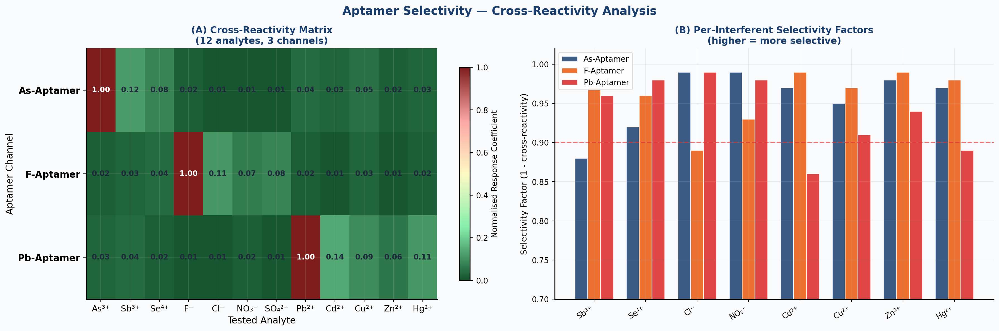 Aptamer Selectivity — Cross-Reactivity Analysis
(A) Cross-Reactivity Matrix
(12 analytes, 3 channels)
Aptamer Channel
As-Aptamer
1.00 0.12 0.08 0.02 0.01 0.01 0.01 0.04 0.03 0.05 0.02 0.03
F-Aptamer
0.02 0.03 0.04 1.00 0.11 0.07 0.08 0.02 0.01 0.03 0.01 0.02
Pb-Aptamer
0.03 0.04 0.02 0.01 0.01 0.02 0.01 1.00 0.14 0.09 0.06 0.11
As³⁺ Sb³⁺ Se⁴⁺ F⁻ Cl⁻ NO₃⁻ SO₄²⁻ Pb²⁺ Cd²⁺ Cu²⁺ Zn²⁺ Hg²⁺
Tested Analyte
1.0
0.8
0.6
0.4
0.2
0.0
Normalised Response Coefficient
(B) Per-Interferent Selectivity Factors
(higher = more selective)
As-Aptamer
F-Aptamer
Pb-Aptamer
Selectivity Factor (1 - cross-reactivity)
1.00
0.95
0.90
0.85
0.80
0.75
0.70
Sb³⁺ Se⁴⁺ Cl⁻ NO₃⁻ Cd²⁺ Cu²⁺ Zn²⁺ Hg²⁺